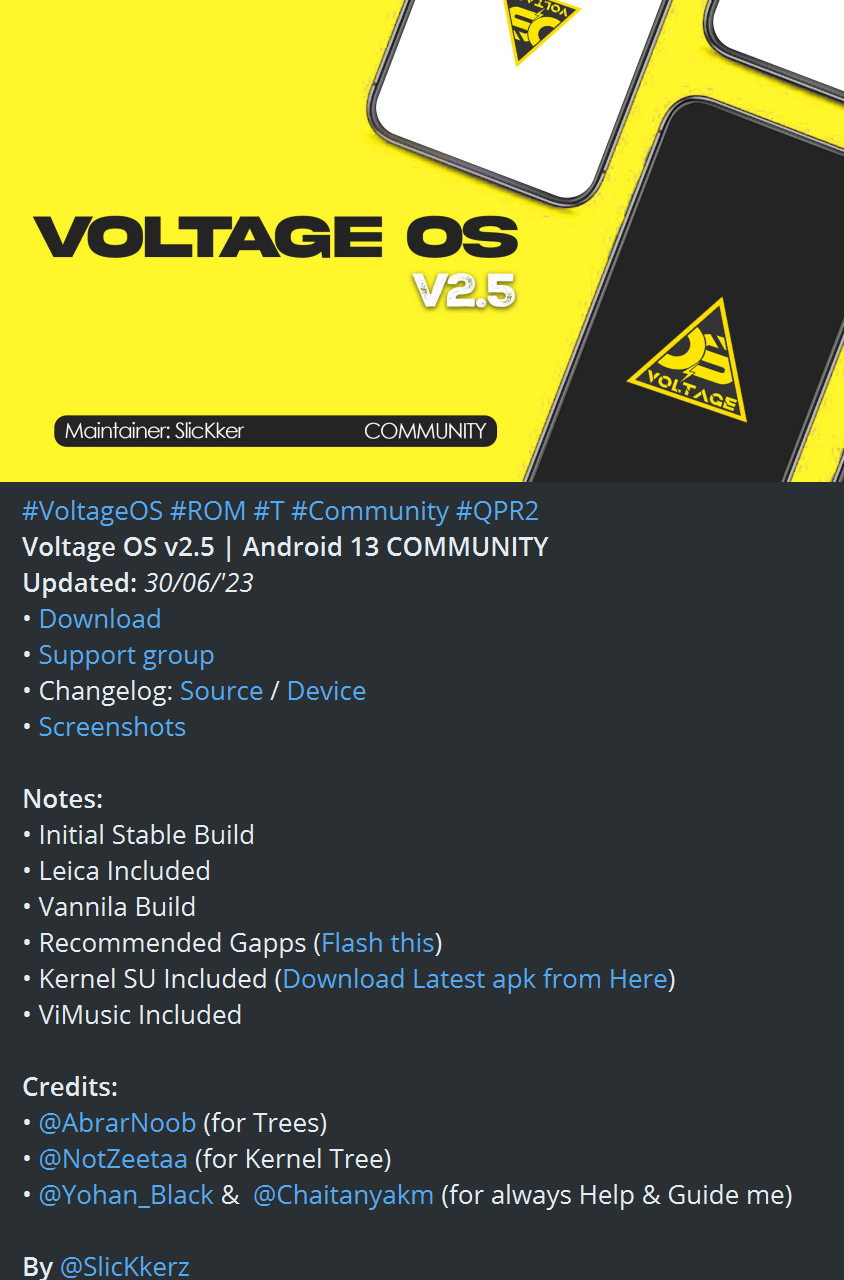 VOLTAGE
VOLTAGE OS
V2.5
OS
VOLTAGE
Maintainer: SlicKker COMMUNITY
#VoltageOS #ROM #T #Community #QPR2
Voltage OS v2.5 | Android 13 COMMUNITY
Updated: 30/06/'23
• Download
• Support group
• Changelog: Source / Device
• Screenshots
Notes:
• Initial Stable Build
• Leica Included
• Vannila Build
• Recommended Gapps (Flash this)
• Kernel SU Included (Download Latest apk from Here)
• ViMusic Included
Credits:
• @AbrarNoob (for Trees)
• @NotZeetaa (for Kernel Tree)
• @Yohan_Black & @Chaitanyakm (for always Help & Guide me)
By @SlicKkerz